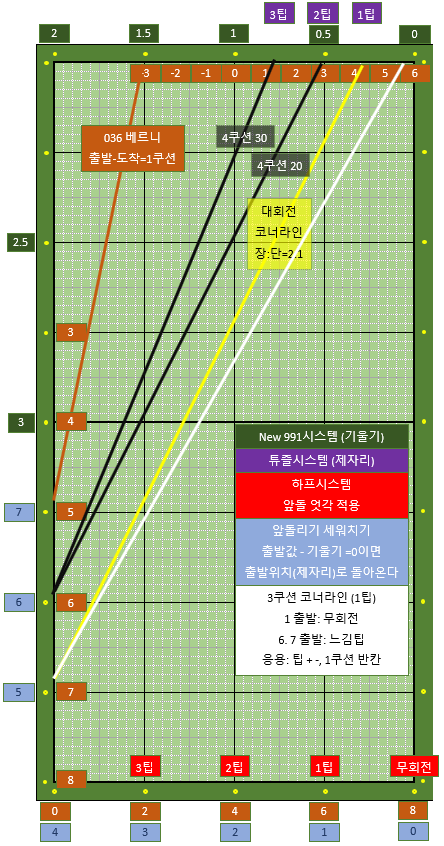 3팁 2팁 1팁
2 1.5 1 0.5 0
-3 -2 -1 0 1 2 3 4 5 6
036 베르니
출발-도착=1쿠션
4쿠션 30
4쿠션 20
대회전
코너라인
장:단=2:1
2.5
3
3 4
New 991시스템 (기울기)
튜즐시스템 (제자리)
하프시스템
앞돌 엇각 적용
7 5
앞돌리기 세워치기
출발값 - 기울기 =0이면
출발위치(제자리)로 돌아온다
6 6
3쿠션 코너라인 (1팁)
1 출발: 무회전
6. 7 출발: 느낌팁
응용: 팁 + -, 1쿠션 반칸
5 7
8
3팁 2팁 1팁 무회전
0 2 4 6 8
4 3 2 1 0